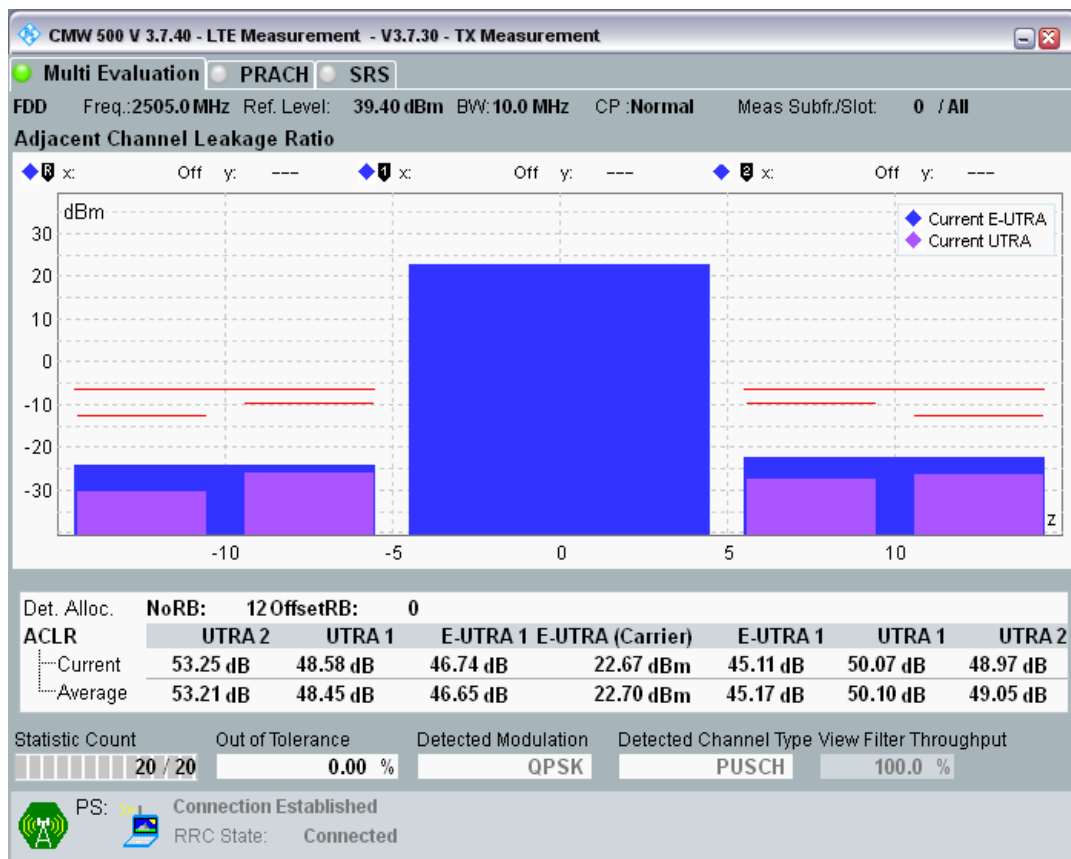 CMW 500 V 3.7.40 - LTE Measurement  - V3.7.30 - TX Measurement
Multi Evaluation PRACH SRS
FDD Freq.:2505.0 MHz Ref. Level: 39.40 dBm BW:10.0 MHz CP :Normal Meas Subfr./Slot: 0 / All
Adjacent Channel Leakage Ratio
R x: Off y: --- 1 x: Off y: --- 2 x: Off y: ---
dBm
Current E-UTRA
Current UTRA
30
20
10
0
-10
-20
-30
z
-10 -5 0 5 10
Det. Alloc. NoRB: 12 OffsetRB: 0
ACLR UTRA 2 UTRA 1 E-UTRA 1 E-UTRA (Carrier) E-UTRA 1 UTRA 1 UTRA 2
Current 53.25 dB 48.58 dB 46.74 dB 22.67 dBm 45.11 dB 50.07 dB 48.97 dB
Average 53.21 dB 48.45 dB 46.65 dB 22.70 dBm 45.17 dB 50.10 dB 49.05 dB
Statistic Count Out of Tolerance Detected Modulation Detected Channel Type View Filter Throughput
20 / 20 0.00 % QPSK PUSCH 100.0 %
PS: Connection Established
RRC State: Connected